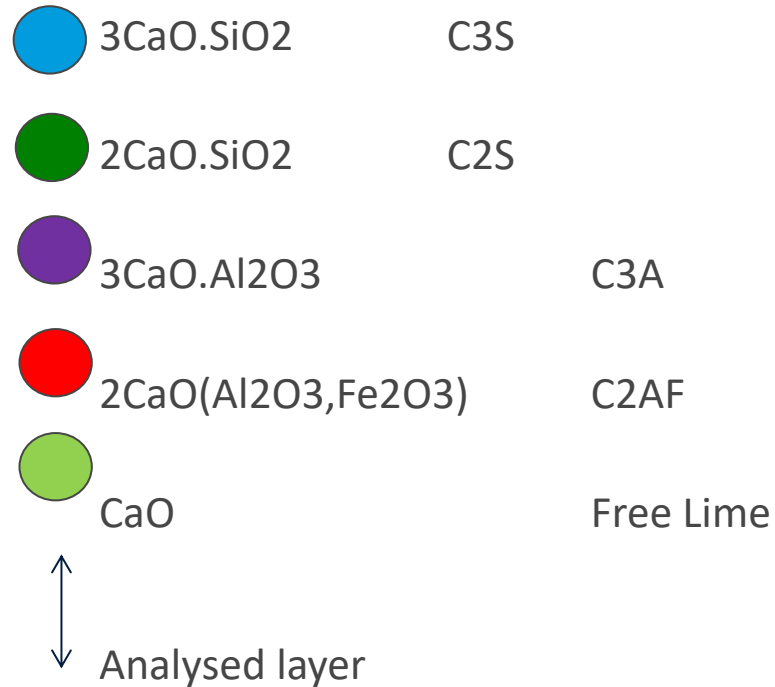 3CaO.SiO2 C3S
2CaO.SiO2 C2S
3CaO.Al2O3 C3A
2CaO(Al2O3,Fe2O3) C2AF
CaO Free Lime
Analysed layer